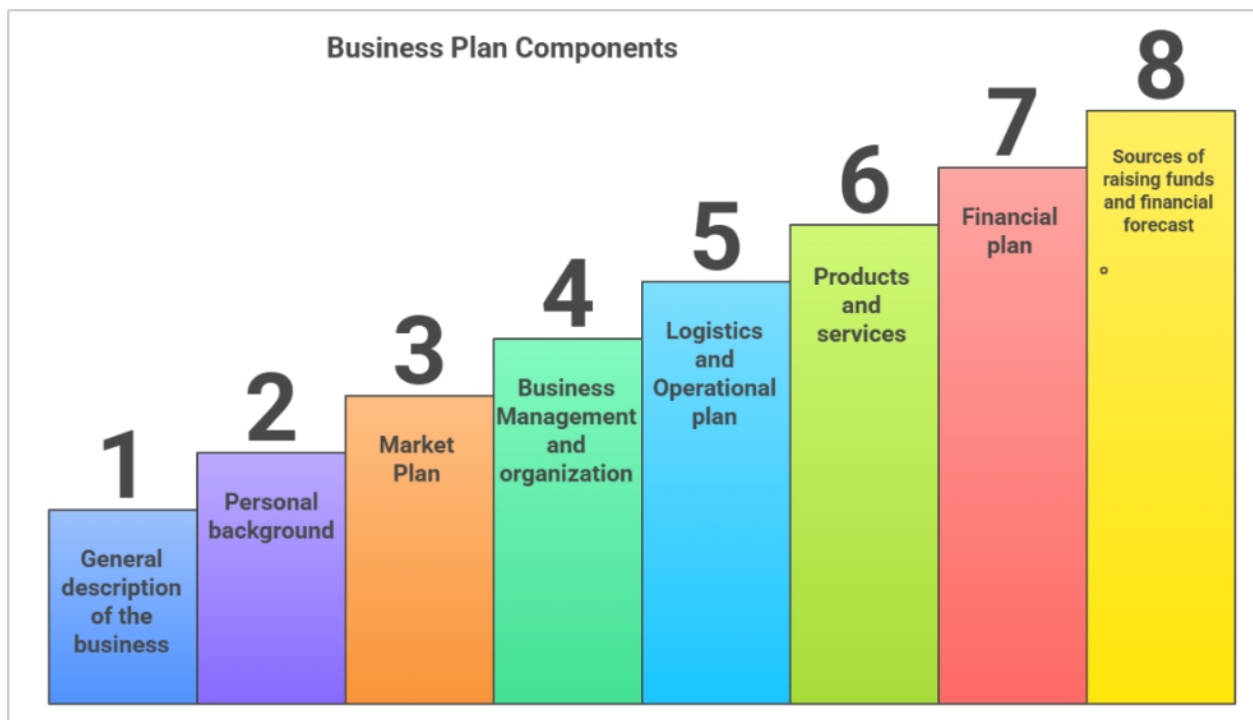 Business Plan Components
1
General
description
of the
business
2
Personal
background
3
Market
Plan
4
Business
Management
and
organization
5
Logistics
and
Operational
plan
6
Products
and
services
7
Financial
plan
8
Sources of
raising funds
and financial
forecast